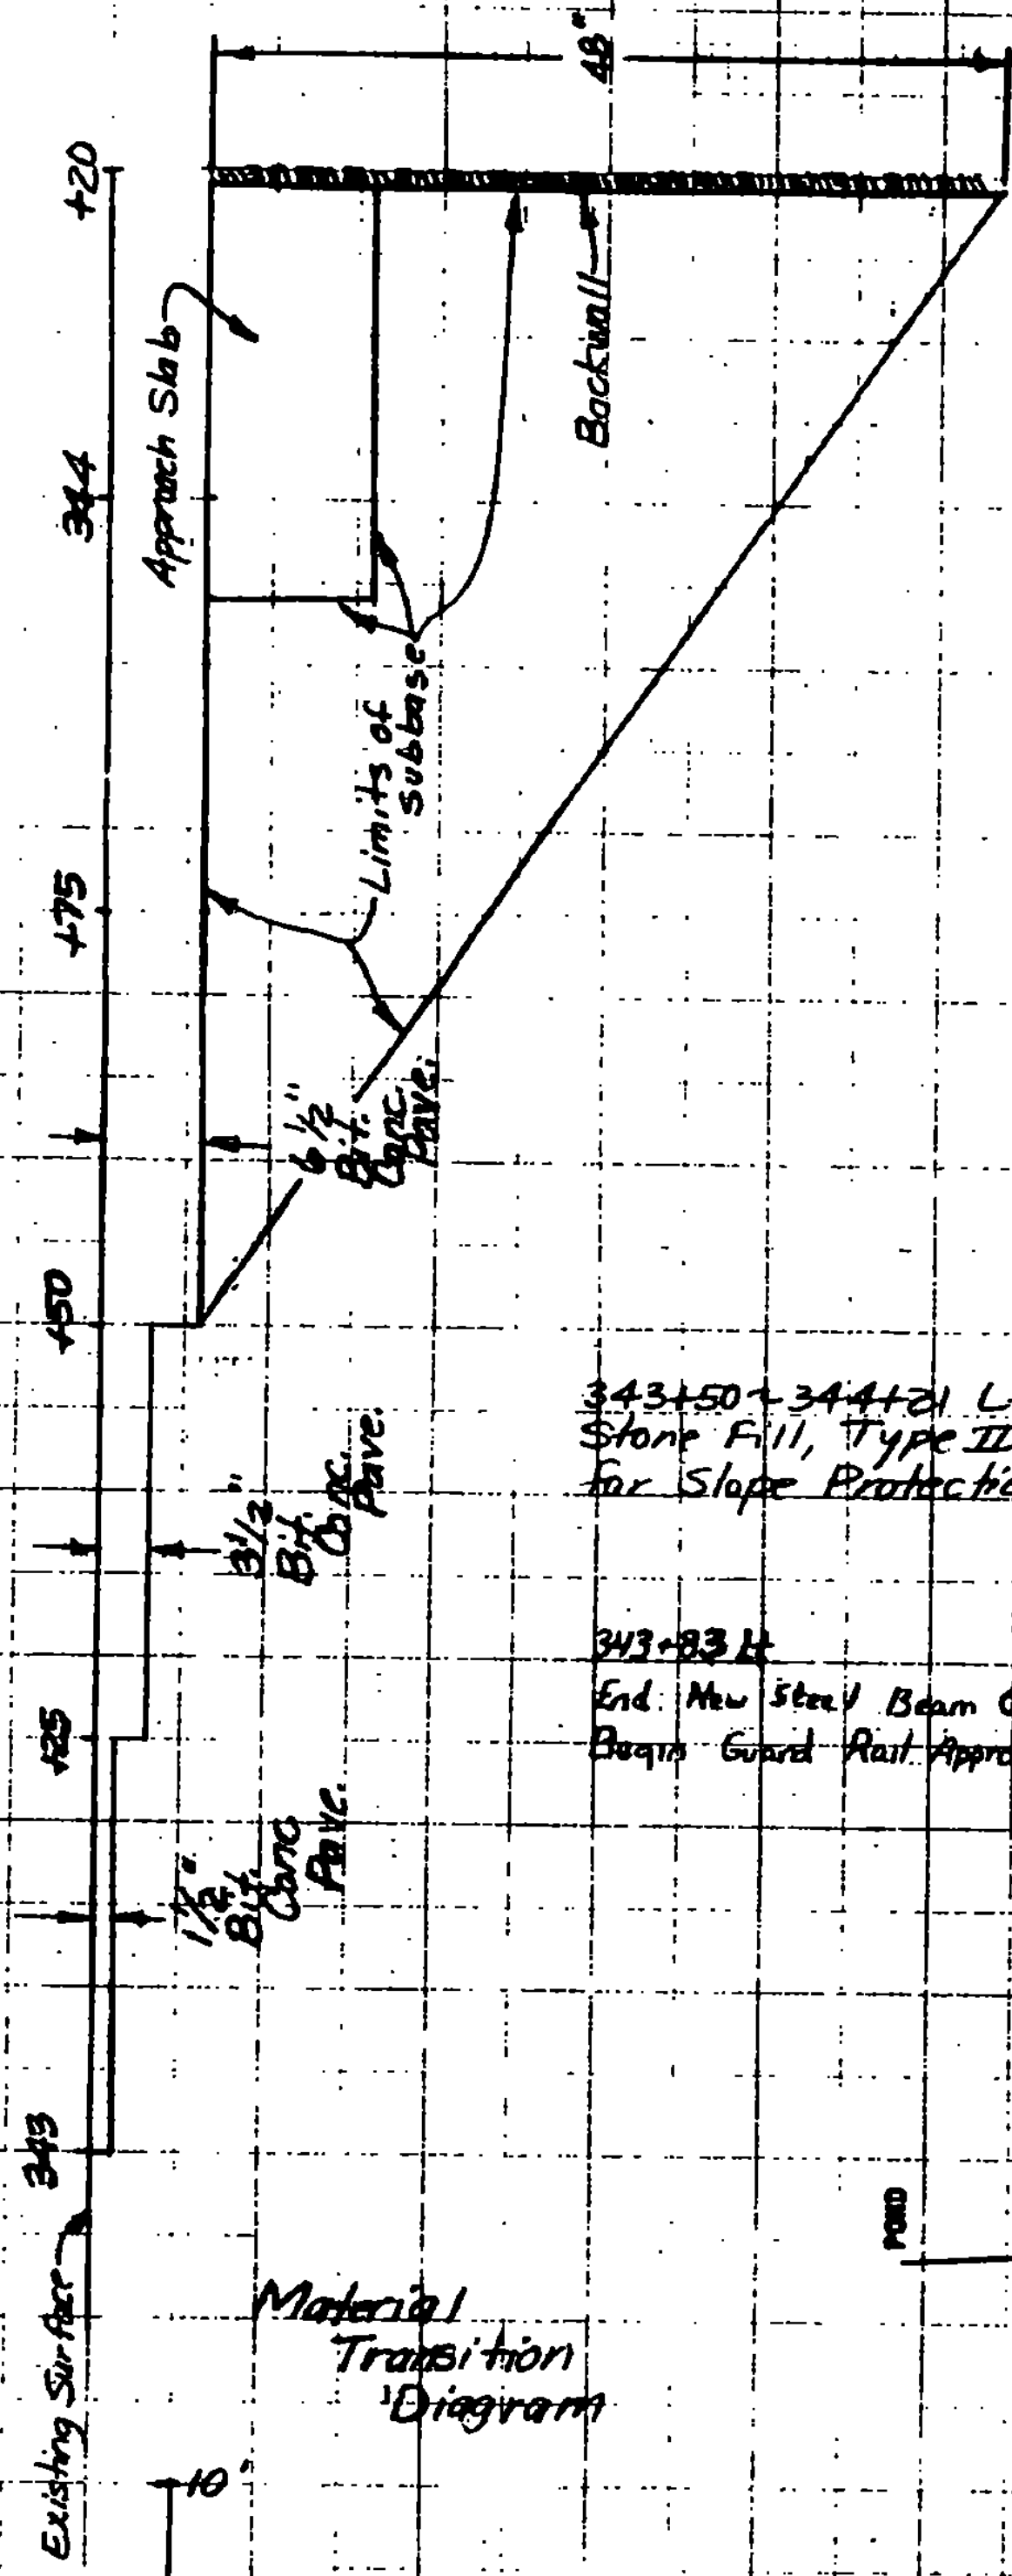 48"
+20
344
+75
+50
+25
343
Approach Slab
Backwall
Limits of
subbase
6 1/2"
Bit.
Conc.
Pave.
3 1/2"
Bit.
Conc.
Pave.
1 1/2"
Bit.
Conc
Pave.
Existing Surface
343+50 - 344+21 L
Stone Fill, Type II
For Slope Protectio
343+83 Lt
End New Steel Beam G
Begin Guard Rail Appro
POND
Material
Transition
Diagram
10"